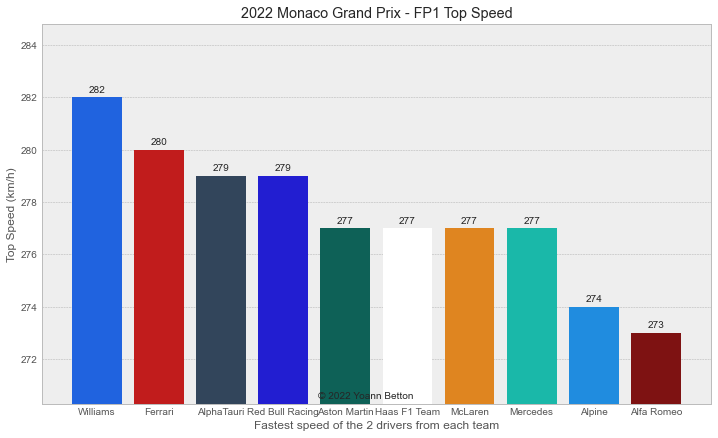 2022 Monaco Grand Prix - FP1 Top Speed
284
282
280
278
276
274
272
Top Speed (km/h)
282
280
279
279
277
277
277
277
274
273
© 2022 Yoann Betton
Williams
Ferrari
AlphaTauri
Red Bull Racing
Aston Martin
Haas F1 Team
McLaren
Mercedes
Alpine
Alfa Romeo
Fastest speed of the 2 drivers from each team